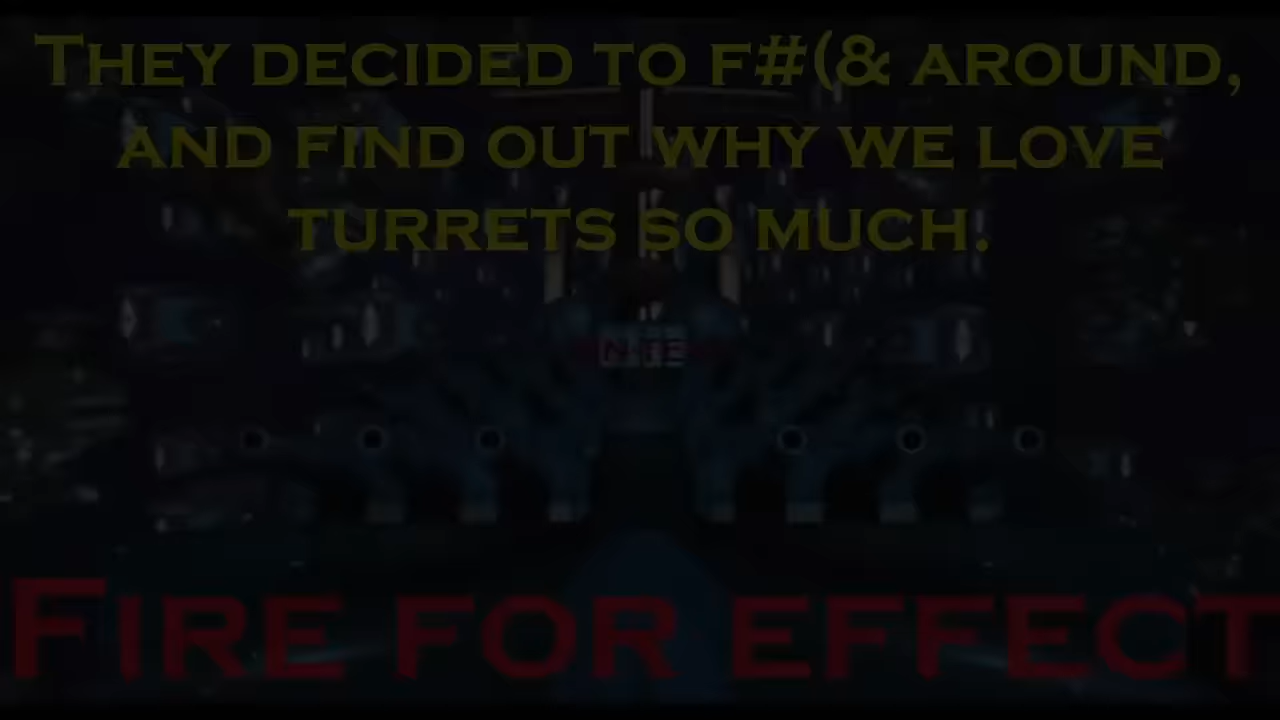 They decided to f#(& around,
and find out why we love
turrets so much.
Fire for effect